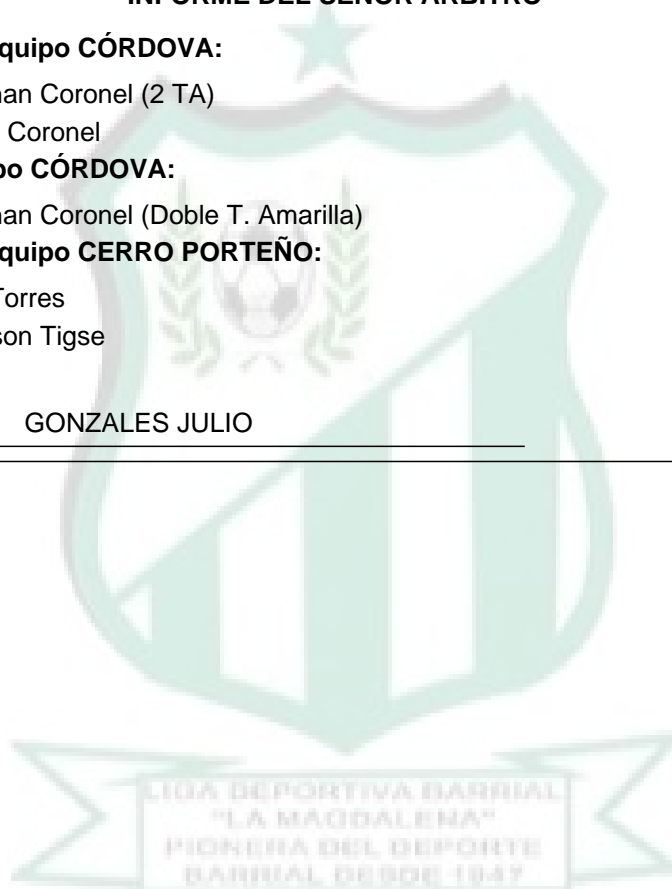 INFORME DEL SEÑOR ARBITRO
quipo CÓRDOVA:
nan Coronel (2 TA)
Coronel
po CÓRDOVA:
nan Coronel (Doble T. Amarilla)
quipo CERRO PORTEÑO:
Torres
son Tigse
GONZALES JULIO
LIGA DEPORTIVA BARRIAL
"LA MAGDALENA"
PIONERA DEL DEPORTE
BARRIAL DESDE 1947